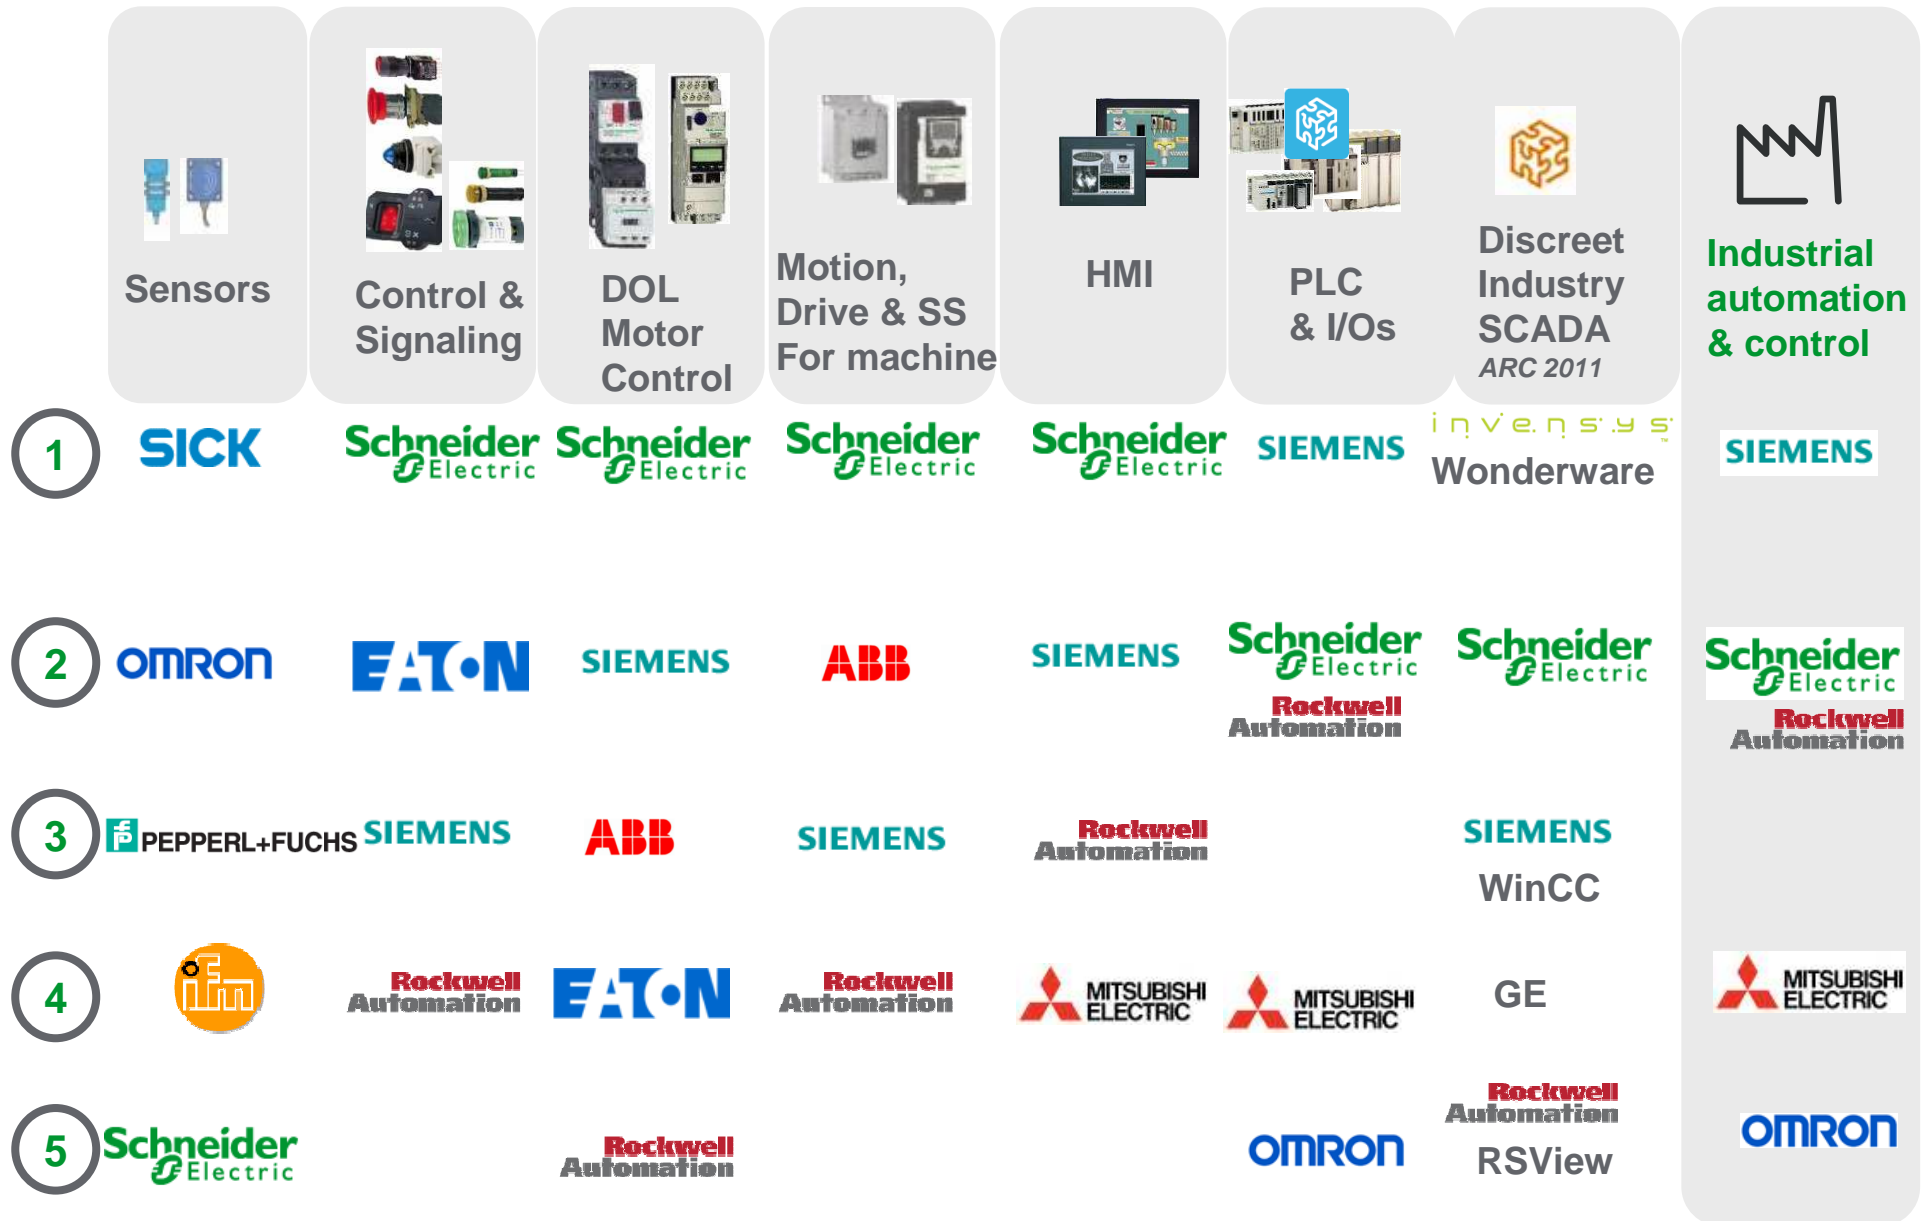 Sensors
Control &
Signaling
DOL
Motor
Control
Motion,
Drive & SS
For machine
HMI
PLC
& I/Os
Discreet
Industry
SCADA
ARC 2011
Industrial
automation
& control
1
SICK
Schneider
Electric
Schneider
Electric
Schneider
Electric
Schneider
Electric
SIEMENS
invensys
Wonderware
SIEMENS
2
OMRON
EATON
SIEMENS
ABB
SIEMENS
Schneider
Electric
Rockwell
Automation
Schneider
Electric
Schneider
Electric
Rockwell
Automation
3
PEPPERL+FUCHS
SIEMENS
ABB
SIEMENS
Rockwell
Automation
SIEMENS
WinCC
4
ifm
Rockwell
Automation
EATON
Rockwell
Automation
MITSUBISHI
ELECTRIC
MITSUBISHI
ELECTRIC
GE
MITSUBISHI
ELECTRIC
5
Schneider
Electric
Rockwell
Automation
OMRON
Rockwell
Automation
RSView
OMRON